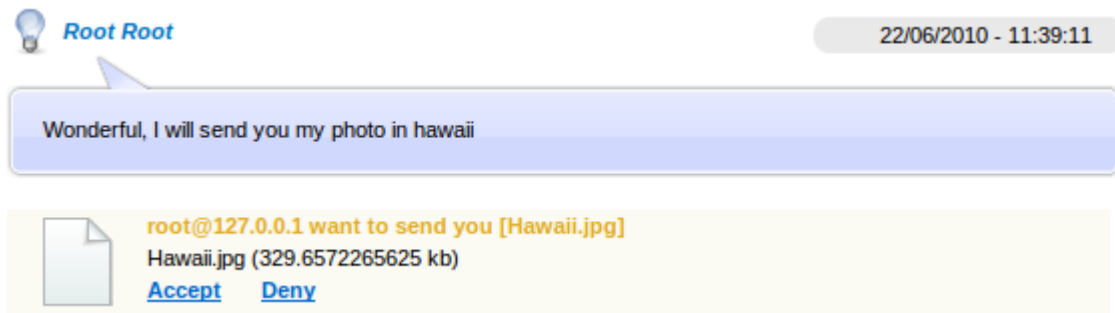 Root Root
22/06/2010 - 11:39:11
Wonderful, I will send you my photo in hawaii
root@127.0.0.1 want to send you [Hawaii.jpg]
Hawaii.jpg (329.6572265625 kb)
Accept Deny